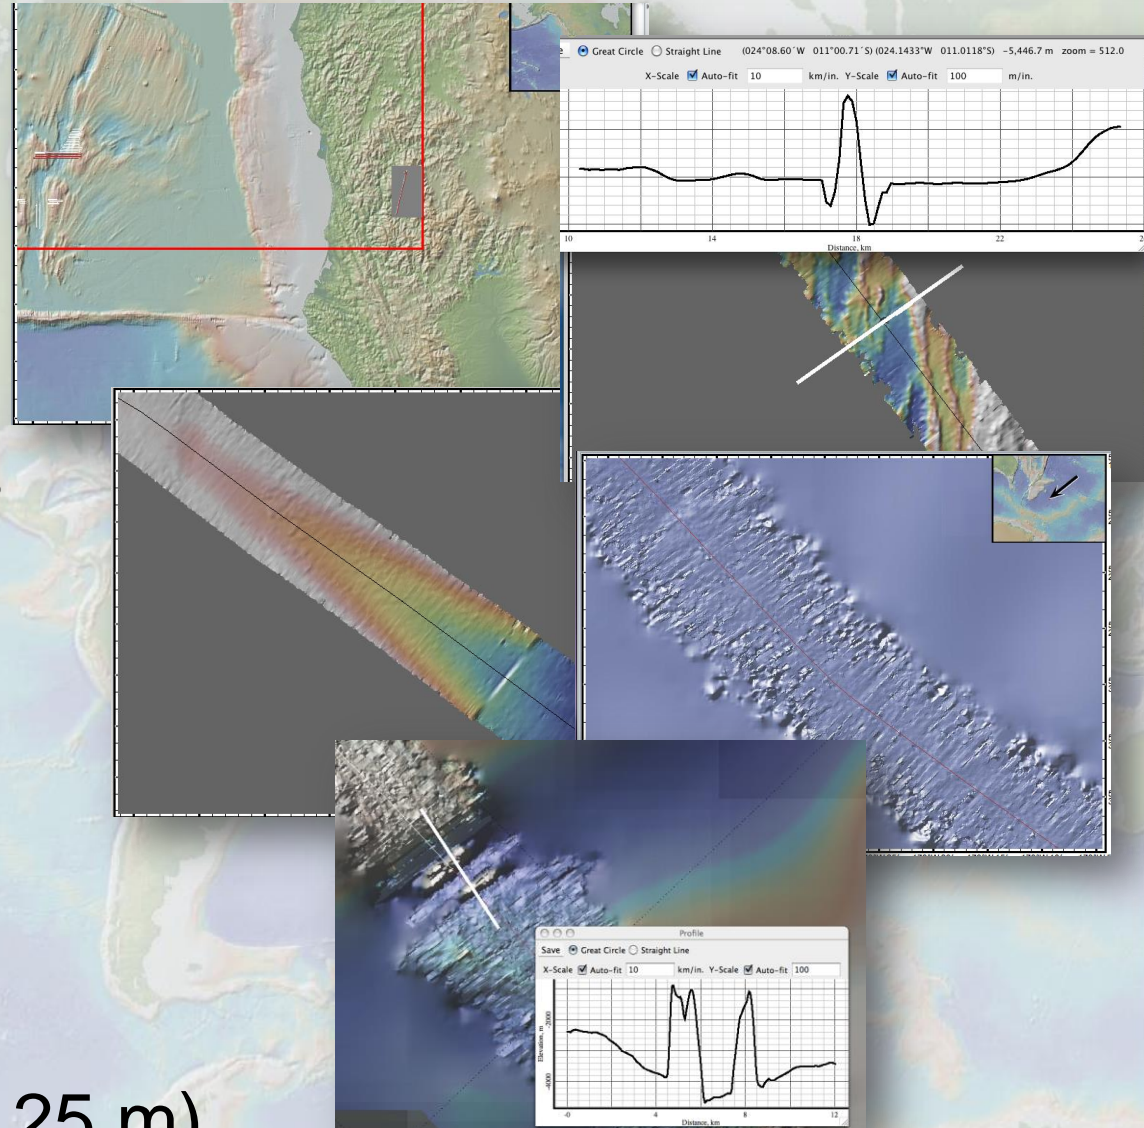 Great Circle Straight Line (024°08.60´W 011°00.71´S) (024.1433°W 011.0118°S) -5,446.7 m zoom = 512.0
X-Scale Auto-fit 10 km/in. Y-Scale Auto-fit 100 m/in.
10 14 18 22
Distance, km
Profile
Save Great Circle Straight Line
X-Scale Auto-fit 10 km/in. Y-Scale Auto-fit 100
Elevation, m
-2000
-4000
-0 4 8 12
Distance, km
25 m)